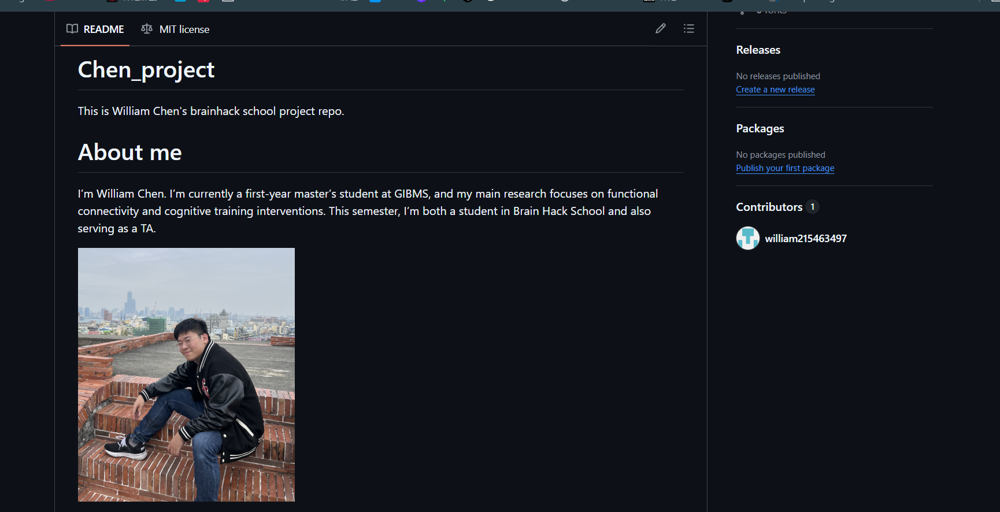 README
MIT license
Chen_project
This is William Chen's brainhack school project repo.
About me
I’m William Chen. I’m currently a first-year master’s student at GIBMS, and my main research focuses on functional
connectivity and cognitive training interventions. This semester, I’m both a student in Brain Hack School and also
serving as a TA.
Releases
No releases published
Create a new release
Packages
No packages published
Publish your first package
Contributors 1
william215463497